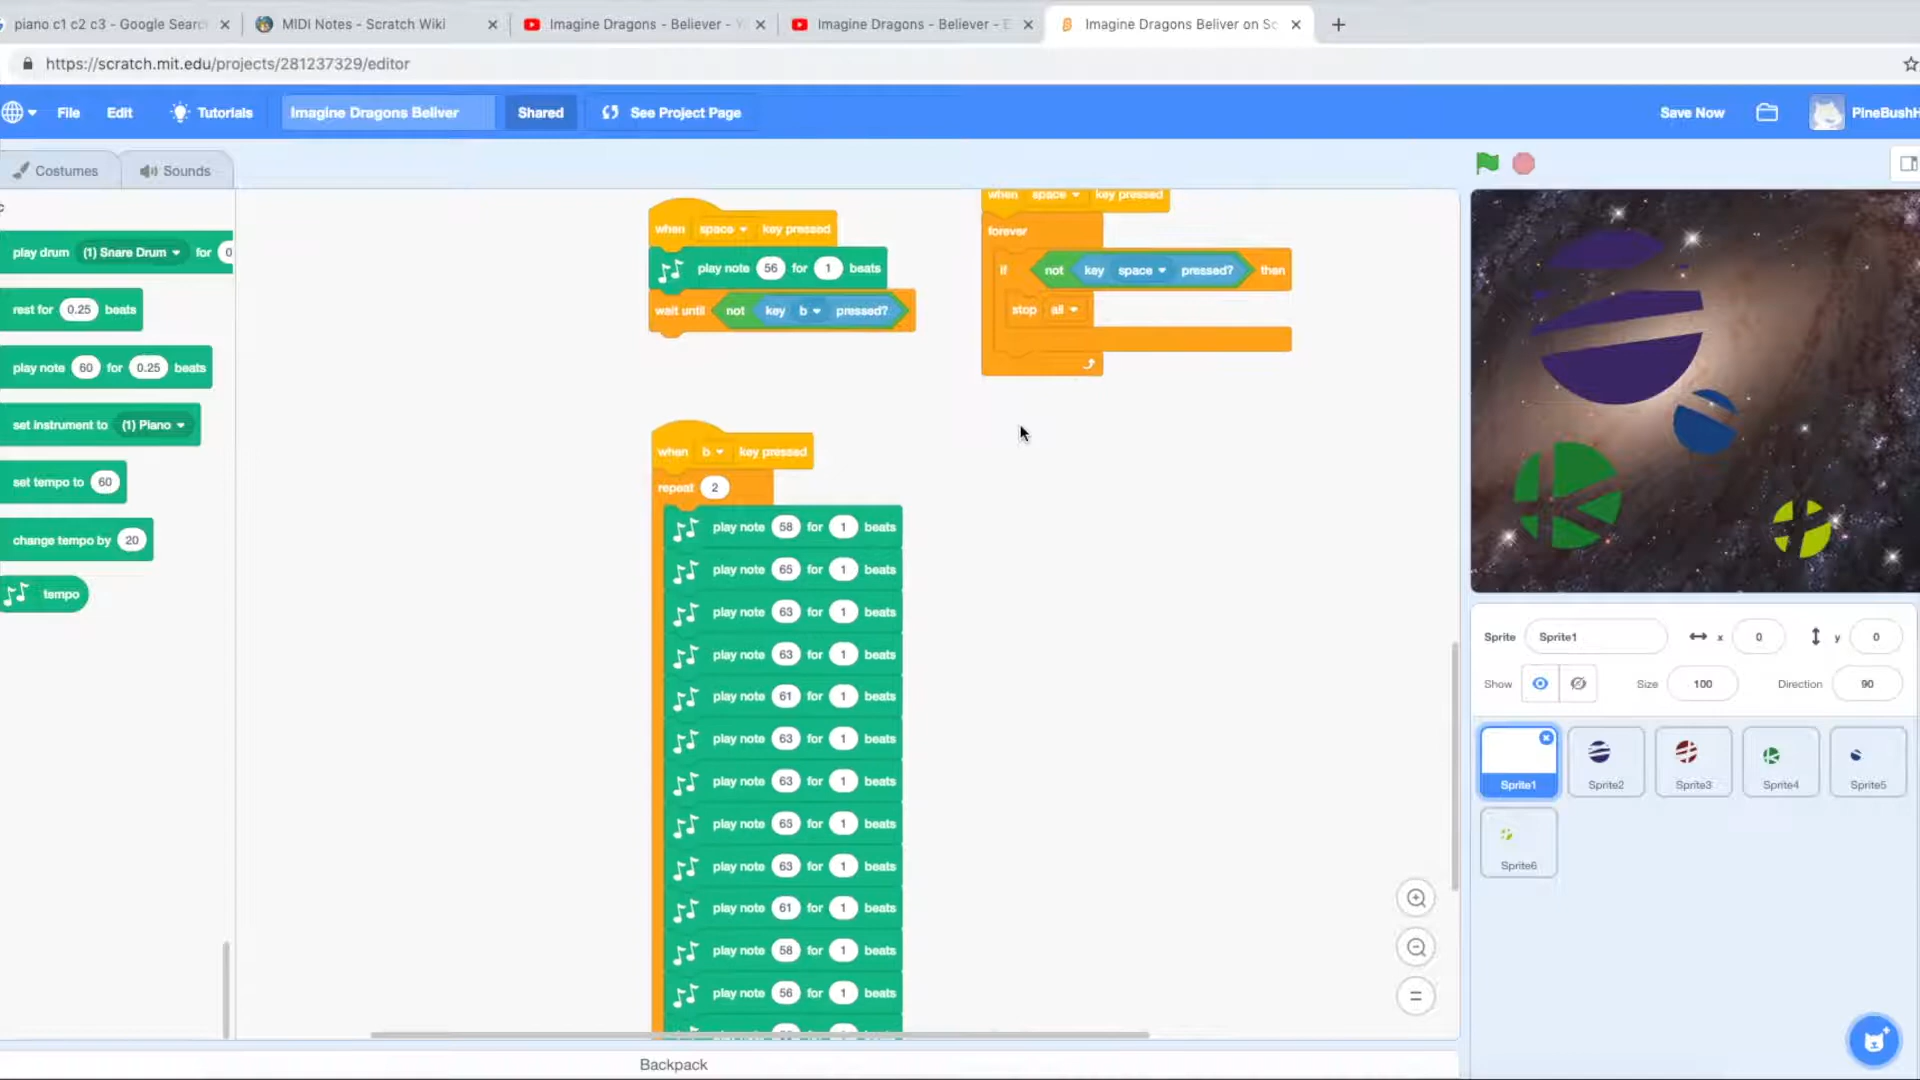 piano c1 c2 c3 - Google Searc
MIDI Notes - Scratch Wiki
Imagine Dragons - Believer -
Imagine Dragons - Believer - E
Imagine Dragons Beliver on Sc
https://scratch.mit.edu/projects/281237329/editor
File
Edit
Tutorials
Imagine Dragons Beliver
Shared
See Project Page
Save Now
PineBushH
Costumes
Sounds
play drum (1) Snare Drum for 0
rest for 0.25 beats
play note 60 for 0.25 beats
set instrument to (1) Piano
set tempo to 60
change tempo by 20
tempo
when space key pressed
play note 56 for 1 beats
wait until not key b pressed?
when space key pressed
forever
if not key space pressed? then
stop all
when b key pressed
repeat 2
play note 58 for 1 beats
play note 65 for 1 beats
play note 63 for 1 beats
play note 63 for 1 beats
play note 61 for 1 beats
play note 63 for 1 beats
play note 63 for 1 beats
play note 65 for 1 beats
play note 63 for 1 beats
play note 61 for 1 beats
play note 58 for 1 beats
play note 56 for 1 beats
Sprite Sprite1 x 0 y 0
Show Size 100 Direction 90
Sprite1
Sprite2
Sprite3
Sprite4
Sprite5
Sprite6
Backpack